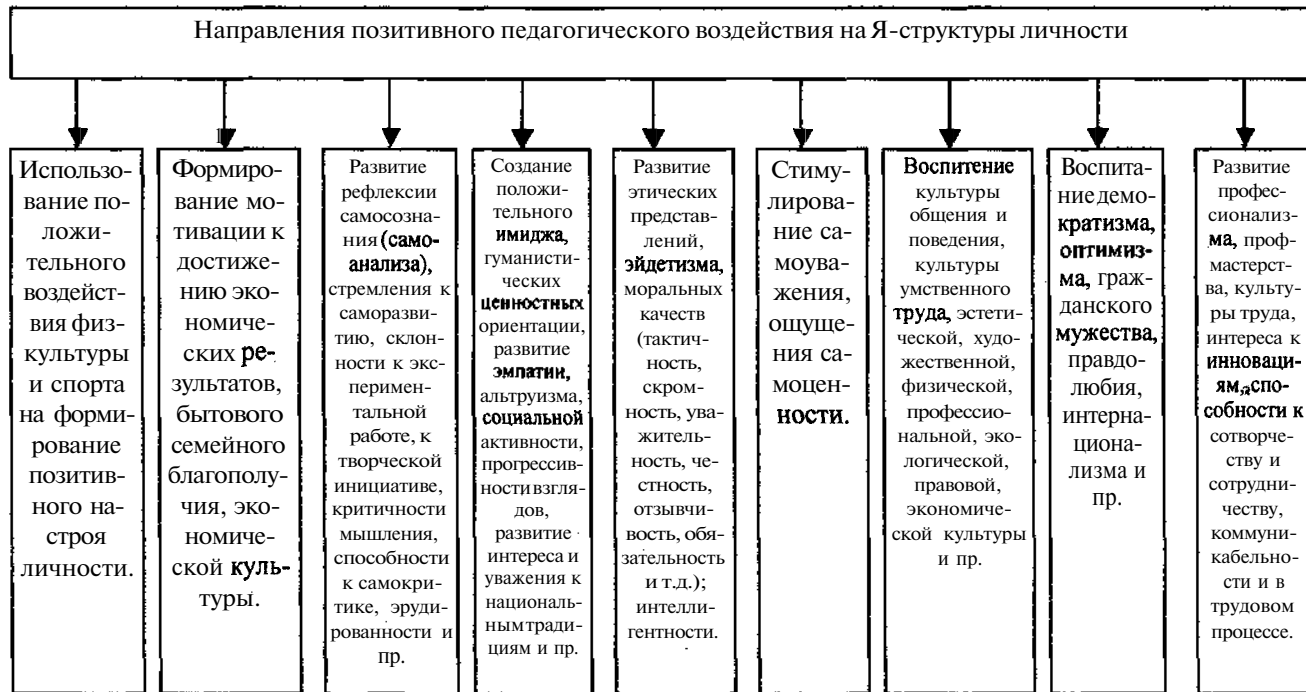 Направления позитивного педагогического воздействия на Я-структуры личности
Использо-
вание по-
ложи-
тельного
воздейст-
вия физ-
культуры
и спорта
на форми-
рование
позитив-
ного на-
строя
личности.
Формиро-
вание мо-
тивации к
достиже-
нию эко-
номиче-
ских ре-
зультатов,
бытового
семейного
благополу-
чия, эко-
номиче-
ской куль-
туры.
Развитие
рефлексии
самосозна-
ния (само-
анализа),
стремления к
саморазви-
тию, склон-
ности к экс-
перимен-
тальной
работе, к
творческой
инициативе,
критичности
мышления,
способности
к самокри-
тике, эруди-
рованности и
пр.
Создание
положи-
тельного
имиджа,
гуманисти-
ческих
ценностных
ориентации,
развитие
эмпатии,
альтруизма,
социальной
активности,
прогрессив-
ности взгля-
дов,
развитие
интереса и
уважения к
националь-
ным тради-
циям и пр.
Развитие
этических
представ-
лений,
эйдетизма,
моральных
качеств
(тактич-
ность,
скром-
ность, ува-
житель-
ность, че-
стность,
отзывчи-
вость, обя-
зательность
и т.д.);
интелли-
гентности.
Стиму-
лирова-
ние са-
моува-
жения,
ощуще-
ния са-
моцен-
ности.
Воспитение
культуры
общения и
поведения,
культуры
умственного
труда, эстети-
ческой, худо-
жественной,
физической,
профессио-
нальной, эко-
логической,
правовой,
экономиче-
ской культуры
и пр.
Воспита-
ние демо-
кратизма,
оптимиз-
ма, граж-
данского
мужества,
правдо-
любия,
интерна-
циона-
лизма и
пр.
Развитие
профес-
сионализ-
ма, проф-
мастерст-
ва, культу-
ры труда,
интереса к
инноваци-
ям, спо-
собности к
сотворче-
ству и
сотрудни-
честву,
коммуни-
кабельно-
сти и в
трудовом
процессе.